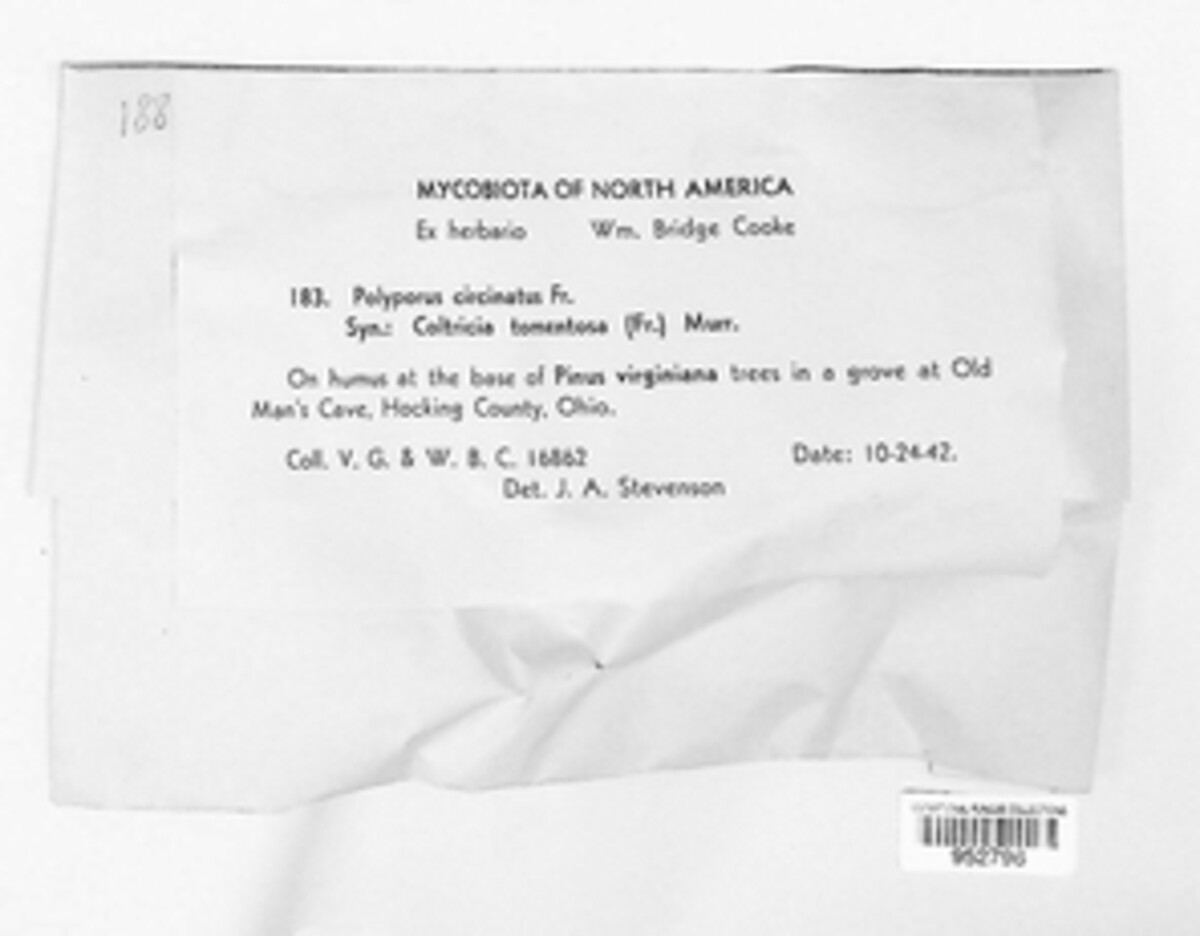 188
MYCOBIOTA OF NORTH AMERICA
Ex herbario Wm. Bridge Cooke
183. Polyporus circinatus Fr.
Syn.: Coltricia tomentosa (Fr.) Murr.
On humus at the base of Pinus virginiana trees in a grove at Old
Man's Cave, Hocking County, Ohio.
Coll. V. G. & W. B. C. 16862 Date: 10-24-42.
Det. J. A. Stevenson
952796